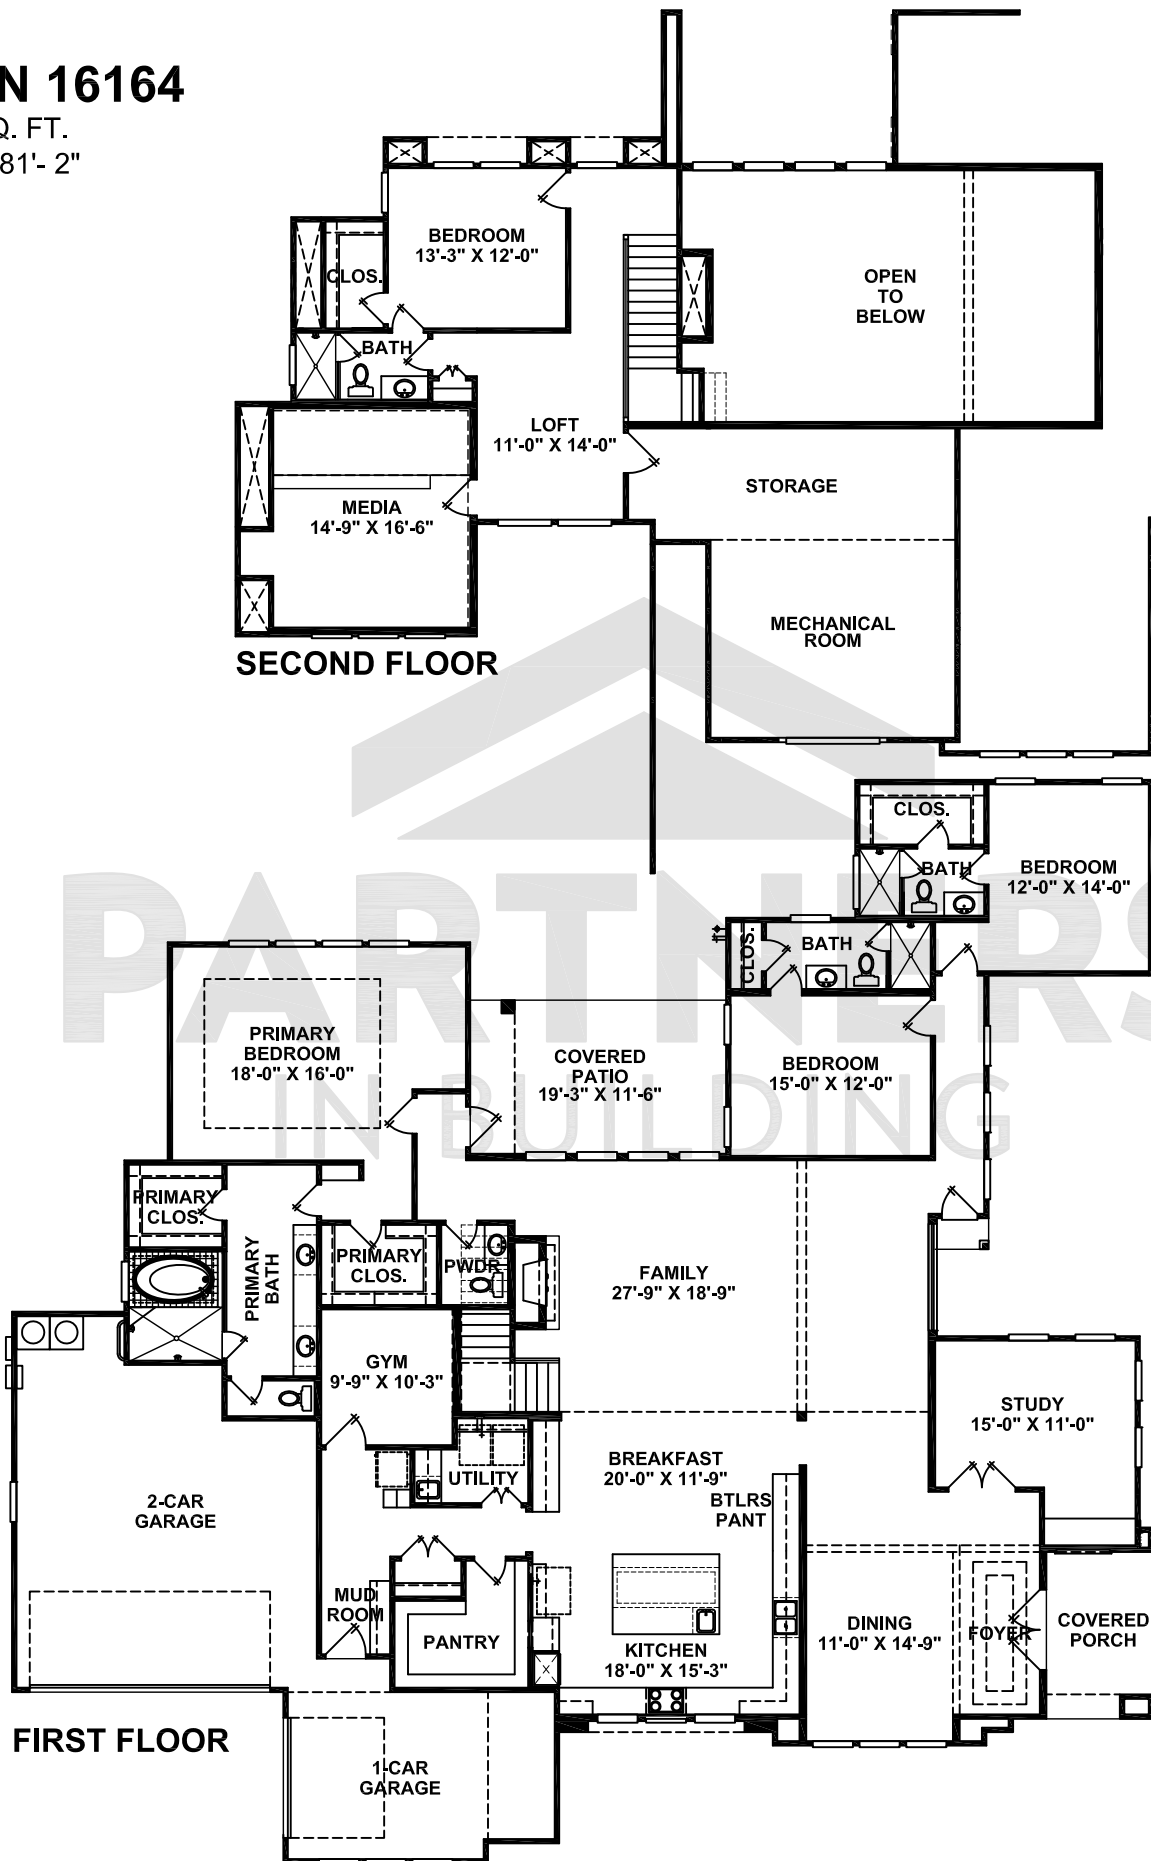 N 16164
Q. FT.
81'- 2"
BEDROOM
13'-3" X 12'-0"
CLOS.
BATH
OPEN
TO
BELOW
LOFT
11'-0" X 14'-0"
MEDIA
14'-9" X 16'-6"
STORAGE
MECHANICAL
ROOM
SECOND FLOOR
CLOS.
BATH
BEDROOM
12'-0" X 14'-0"
CLOS.
BATH
PARTNERS
IN BUILDING
PRIMARY
BEDROOM
18'-0" X 16'-0"
COVERED
PATIO
19'-3" X 11'-6"
BEDROOM
15'-0" X 12'-0"
PRIMARY
CLOS.
PRIMARY
BATH
PRIMARY
CLOS.
PWDR
FAMILY
27'-9" X 18'-9"
GYM
9'-9" X 10'-3"
STUDY
15'-0" X 11'-0"
BREAKFAST
20'-0" X 11'-9"
UTILITY
BTLRS
PANT
2-CAR
GARAGE
MUD
ROOM
PANTRY
KITCHEN
18'-0" X 15'-3"
DINING
11'-0" X 14'-9"
FOYER
COVERED
PORCH
FIRST FLOOR
1-CAR
GARAGE